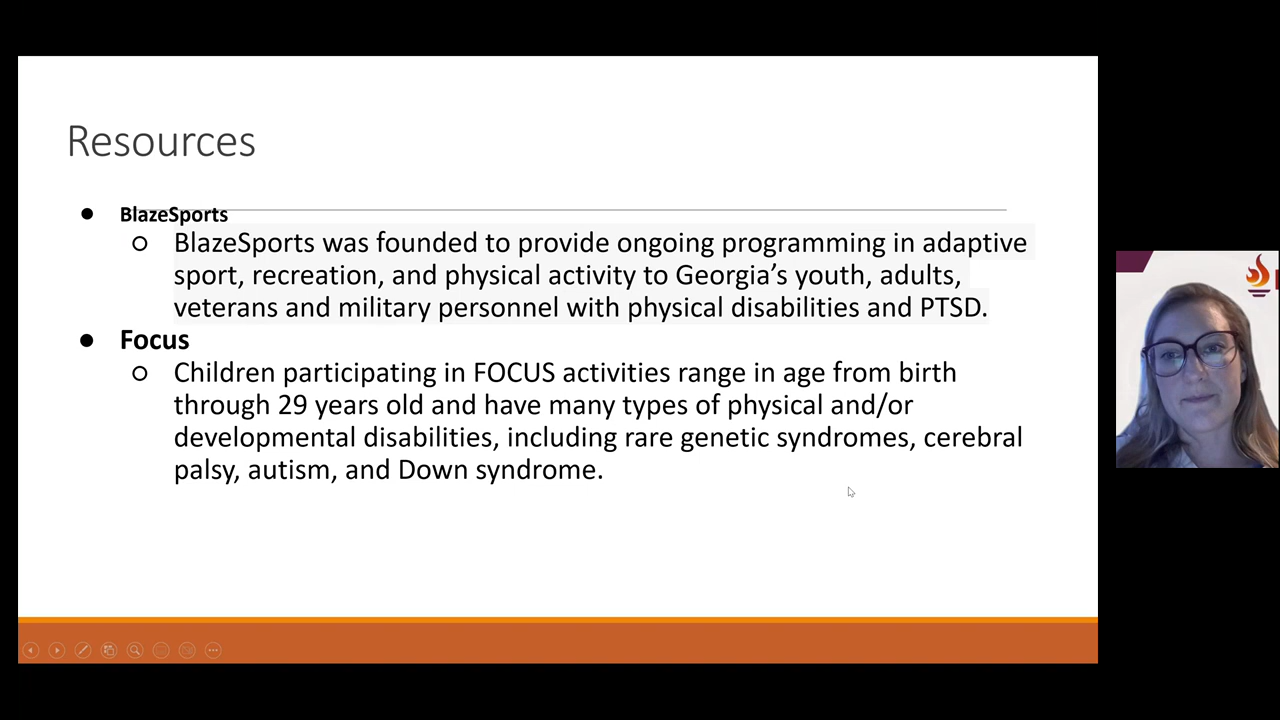 Resources
● BlazeSports
○ BlazeSports was founded to provide ongoing programming in adaptive
sport, recreation, and physical activity to Georgia’s youth, adults,
veterans and military personnel with physical disabilities and PTSD.
● Focus
○ Children participating in FOCUS activities range in age from birth
through 29 years old and have many types of physical and/or
developmental disabilities, including rare genetic syndromes, cerebral
palsy, autism, and Down syndrome.